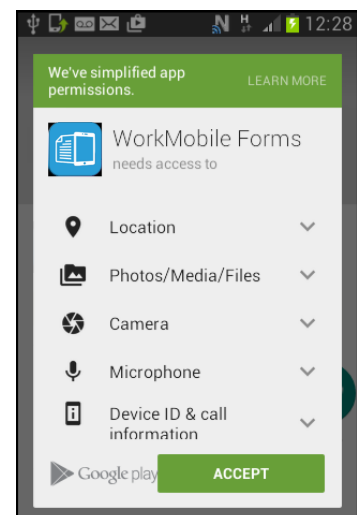 H 12:28
We've simplified app
permissions.
LEARN MORE
WorkMobile Forms
needs access to
Location
Photos/Media/Files
Camera
Microphone
Device ID & call
information
Google play
ACCEPT